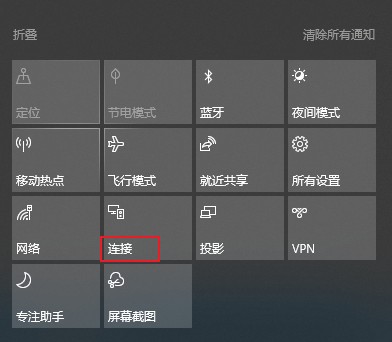 折叠 清除所有通知
定位 节电模式 蓝牙 夜间模式
移动热点 飞行模式 就近共享 所有设置
网络 连接 投影 VPN
专注助手 屏幕截图